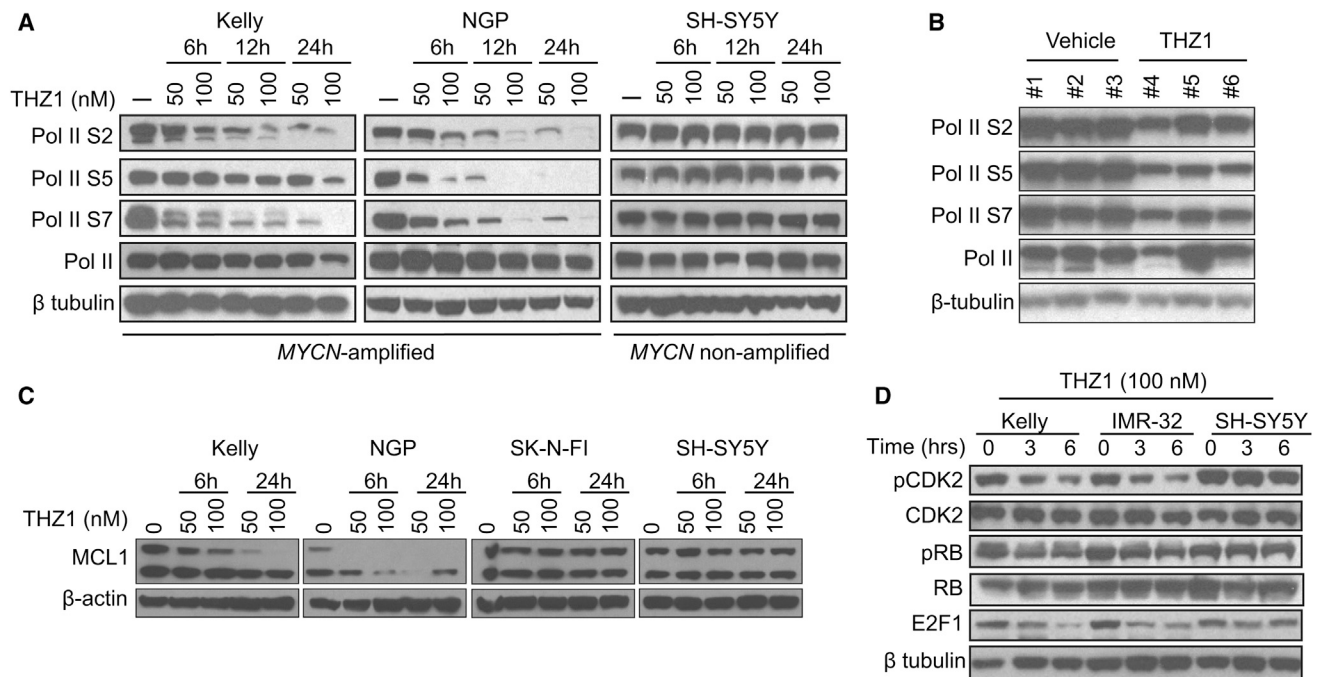 A
Kelly NGP SH-SY5Y
6h 12h 24h 6h 12h 24h 6h 12h 24h
THZ1 (nM) – 50 100 50 100 50 100 – 50 100 50 100 50 100 – 50 100 50 100 50 100
Pol II S2
Pol II S5
Pol II S7
Pol II
β tubulin
MYCN-amplified MYCN non-amplified
B
Vehicle THZ1
#1 #2 #3 #4 #5 #6
Pol II S2
Pol II S5
Pol II S7
Pol II
β-tubulin
C
Kelly NGP SK-N-FI SH-SY5Y
6h 24h 6h 24h 6h 24h 6h 24h
THZ1 (nM) 0 50 100 50 100 0 50 100 50 100 0 50 100 50 100 0 50 100 50 100
MCL1
β-actin
D
THZ1 (100 nM)
Kelly IMR-32 SH-SY5Y
Time (hrs) 0 3 6 0 3 6 0 3 6
pCDK2
CDK2
pRB
RB
E2F1
β tubulin